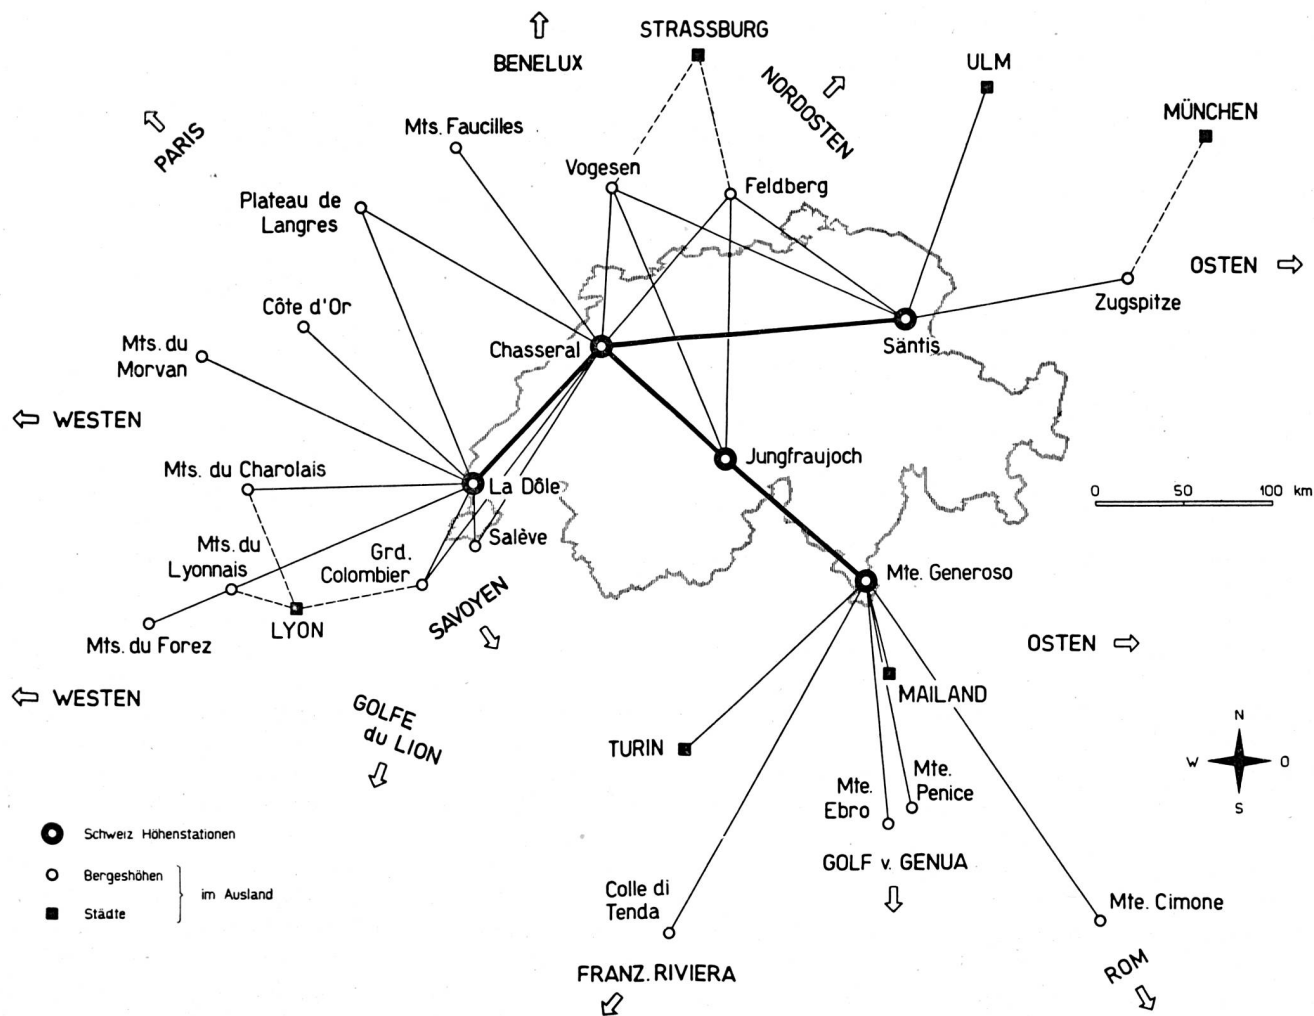 STRASSBURG
BENELUX
ULM
NORDOSTEN
MÜNCHEN
PARIS
Mts. Faucilles
Vogesen
Feldberg
Plateau de
Langres
OSTEN
Zugspitze
Côte d'Or
Mts. du
Morvan
Chasseral
Säntis
WESTEN
Jungfraujoch
Mts. du Charolais
La Dôle
0 50 100 km
Salève
Mts. du
Lyonnais
Grd.
Colombier
Mte. Generoso
LYON
SAVOYEN
Mts. du Forez
OSTEN
WESTEN
MAILAND
GOLFE
du LION
TURIN
N
W O
S
Mte.
Penice
Mte.
Ebro
Schweiz Höhenstationen
GOLF v. GENUA
Bergeshöhen
im Ausland
Städte
Colle di
Tenda
Mte. Cimone
FRANZ. RIVIERA
ROM